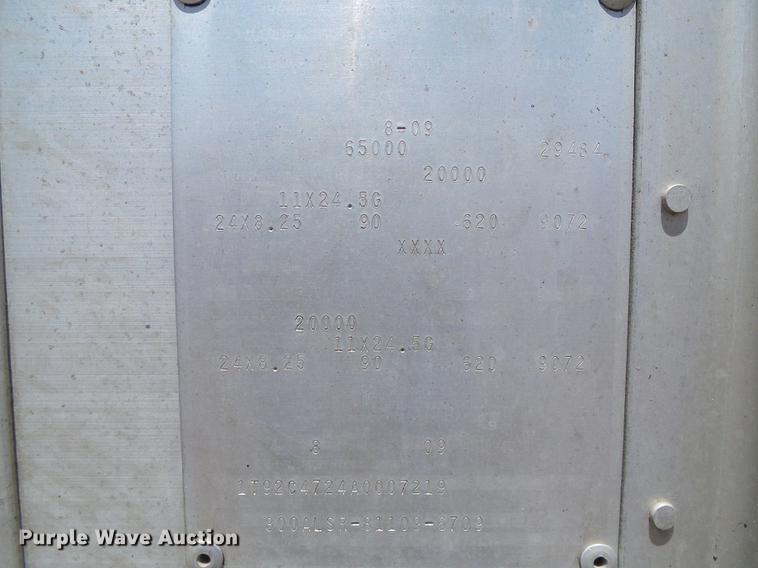 8-09
65000 29484
20000
11X24.5G
24X8.25 90 620 9072
XXXX
20000
11X24.5G
24X8.25 90 620 9072
8 09
1T92C4724A0007219
Purple Wave Auction®